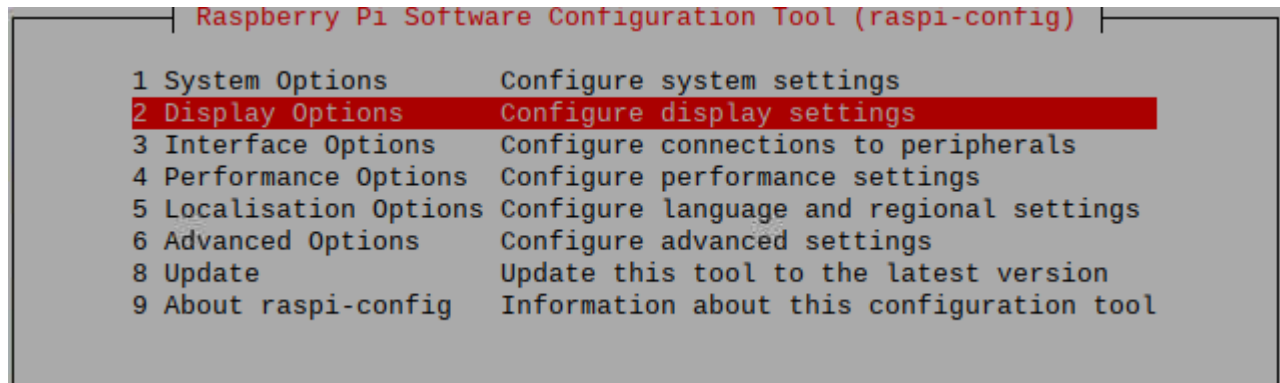 Raspberry Pi Software Configuration Tool (raspi-config)
1 System Options Configure system settings
2 Display Options Configure display settings
3 Interface Options Configure connections to peripherals
4 Performance Options Configure performance settings
5 Localisation Options Configure language and regional settings
6 Advanced Options Configure advanced settings
8 Update Update this tool to the latest version
9 About raspi-config Information about this configuration tool